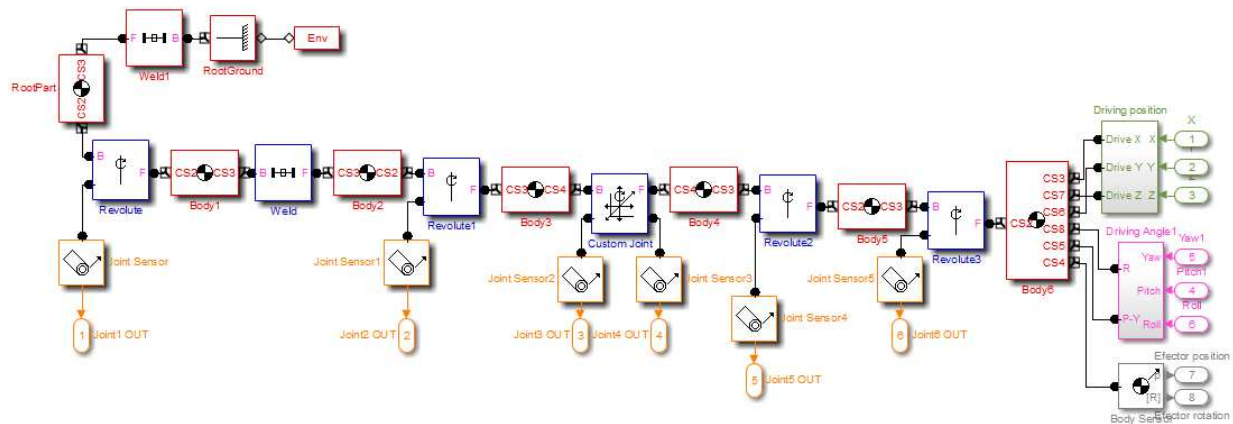 F
B
Env
RootGround
Weld1
CS2 CS3
RootPart
B
F
Revolute
CS2 CS3
Body1
B
F
Weld
CS3 CS2
Body2
B
F
Revolute1
CS3 CS4
Body3
B
F
Custom Joint
CS4 CS3
Body4
B
F
Revolute2
CS2 CS3
Body5
B
F
Revolute3
CS2
CS3
CS7
CS6
CS8
CS5
CS4
Body6
Driving position
Drive X X
Drive Y Y
Drive Z Z
X
1
2
3
Driving Angle1
R
P-Y
Yaw
Pitch
Roll
Yaw1
5
Pitch1
4
Roll
6
Efector position
p
7
[R]
8
Body Sensor
Efector rotation
Joint Sensor
1
Joint1 OUT
Joint Sensor1
2
Joint2 OUT
Joint Sensor2
3
Joint3 OUT
Joint Sensor3
4
Joint4 OUT
Joint Sensor4
5
Joint5 OUT
Joint Sensor5
6
Joint6 OUT